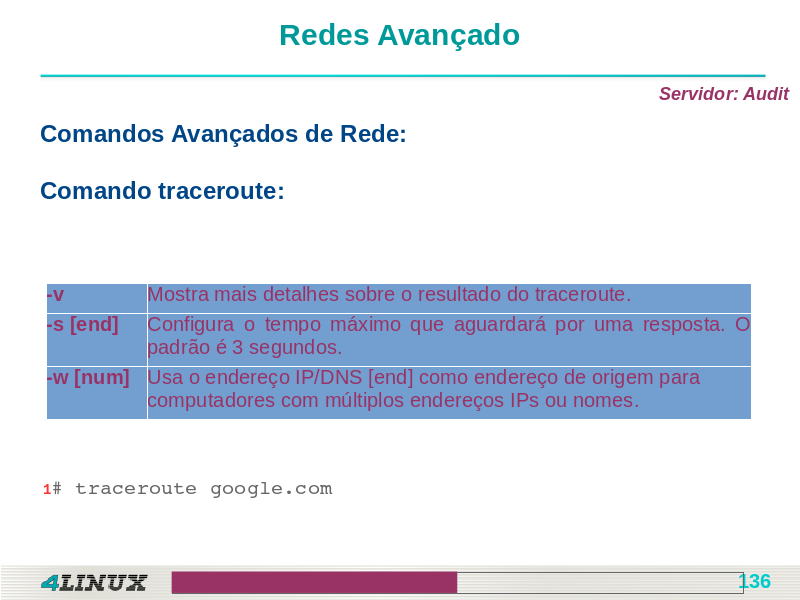 Redes Avançado
Servidor: Audit
Comandos Avançados de Rede:
Comando traceroute:
-v Mostra mais detalhes sobre o resultado do traceroute.
-s [end] Configura o tempo máximo que aguardará por uma resposta. O
padrão é 3 segundos.
-w [num] Usa o endereço IP/DNS [end] como endereço de origem para
computadores com múltiplos endereços IPs ou nomes.
1# traceroute google.com
4LINUX
136